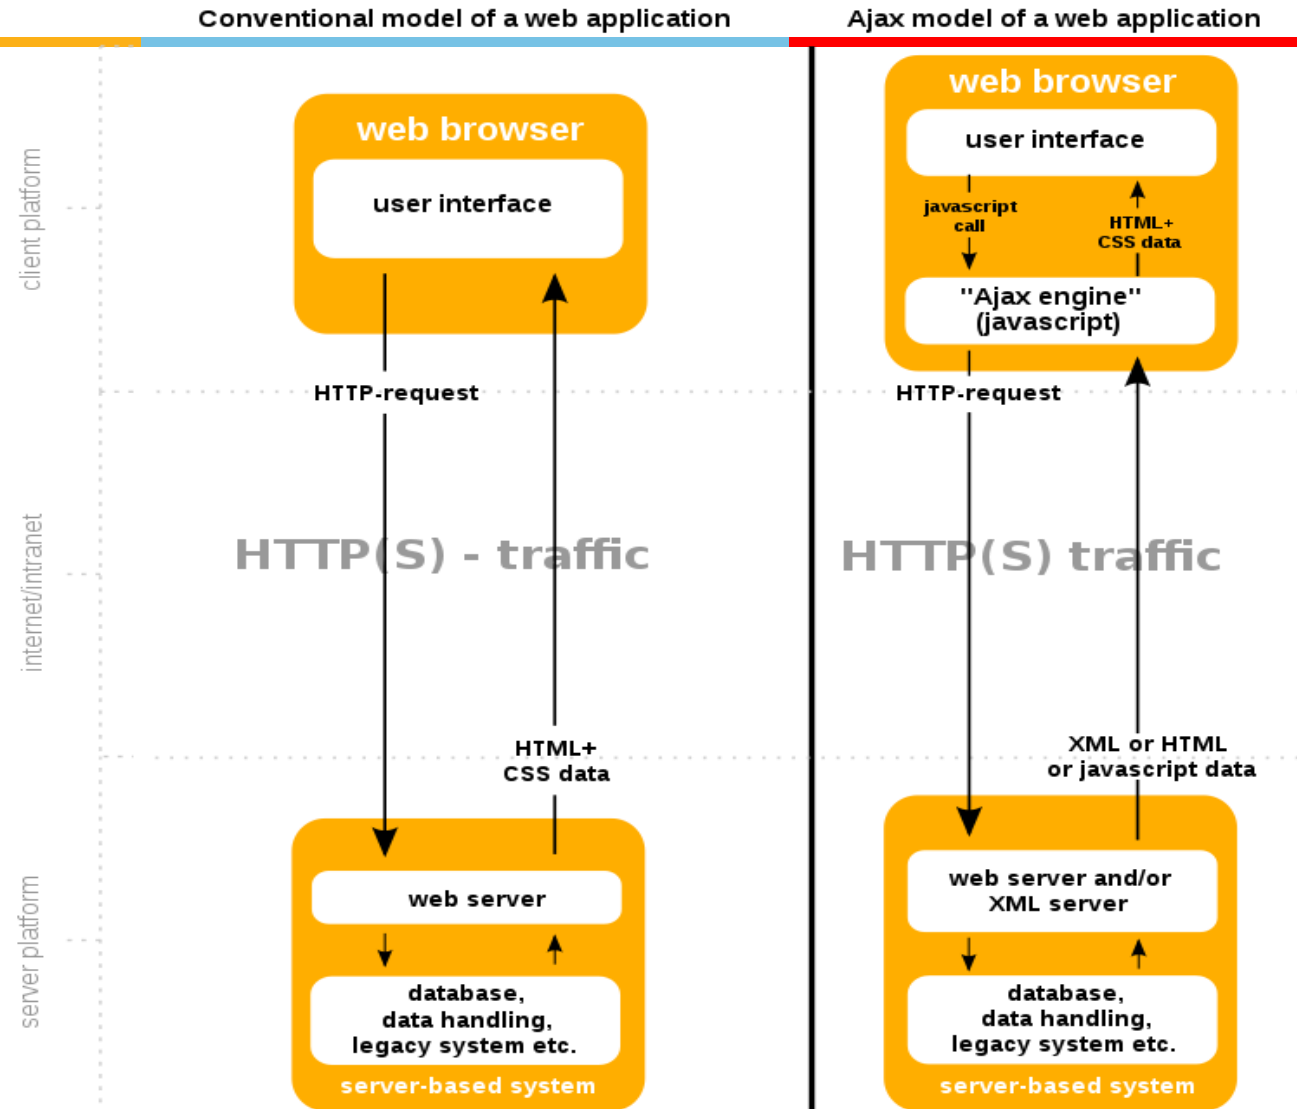 Conventional model of a web application
Ajax model of a web application
client platform
internet/intranet
server platform
web browser
user interface
HTTP-request
HTTP(S) - traffic
HTML+
CSS data
web server
database,
data handling,
legacy system etc.
server-based system
web browser
user interface
javascript
call
HTML+
CSS data
"Ajax engine"
(javascript)
HTTP-request
HTTP(S) traffic
XML or HTML
or javascript data
web server and/or
XML server
database,
data handling,
legacy system etc.
server-based system